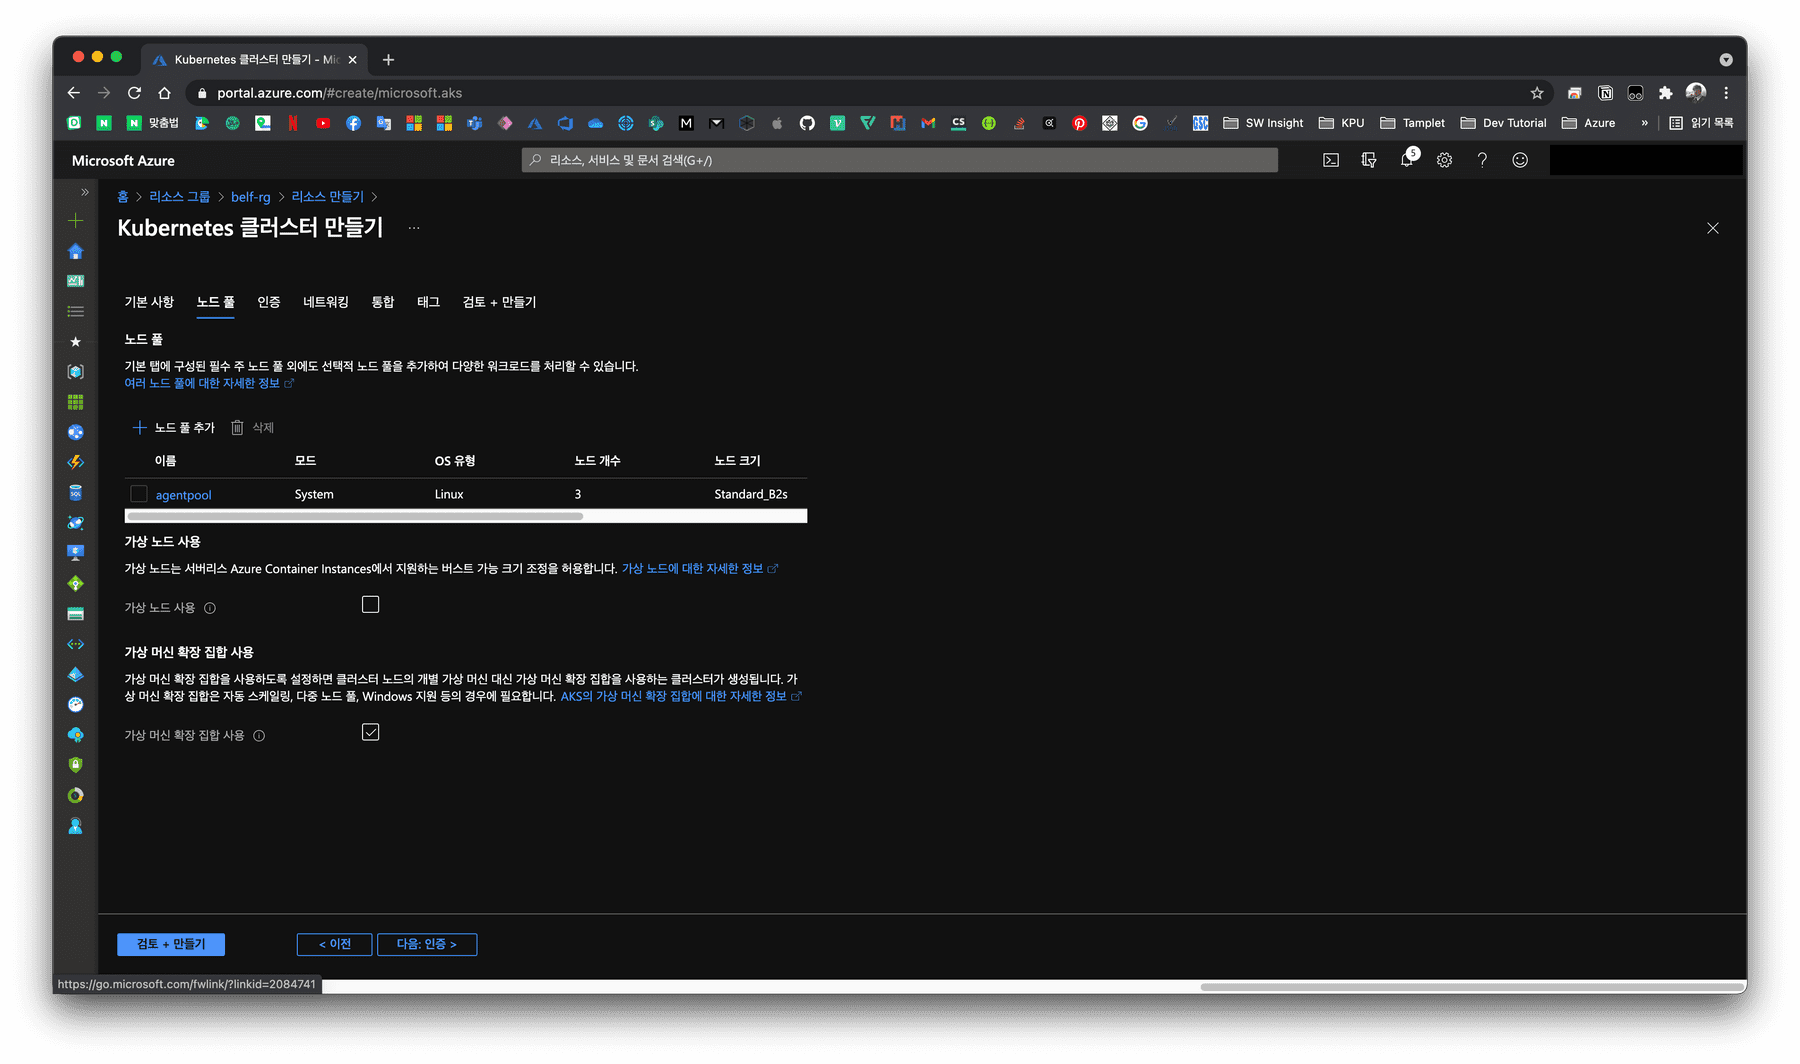 Kubernetes 클러스터 만들기 - Mic
portal.azure.com/#create/microsoft.aks
맞춤법
SW Insight
KPU
Tamplet
Dev Tutorial
Azure
»
읽기 목록
Microsoft Azure
리소스, 서비스 및 문서 검색(G+/)
5
홈 > 리소스 그룹 > belf-rg > 리소스 만들기 >
Kubernetes 클러스터 만들기 ...
기본 사항 노드 풀 인증 네트워킹 통합 태그 검토 + 만들기
노드 풀
기본 탭에 구성된 필수 주 노드 풀 외에도 선택적 노드 풀을 추가하여 다양한 워크로드를 처리할 수 있습니다.
여러 노드 풀에 대한 자세한 정보
노드 풀 추가 삭제
이름 모드 OS 유형 노드 개수 노드 크기
agentpool System Linux 3 Standard_B2s
가상 노드 사용
가상 노드는 서버리스 Azure Container Instances에서 지원하는 버스트 가능 크기 조정을 허용합니다. 가상 노드에 대한 자세한 정보
가상 노드 사용
가상 머신 확장 집합 사용
가상 머신 확장 집합을 사용하도록 설정하면 클러스터 노드의 개별 가상 머신 대신 가상 머신 확장 집합을 사용하는 클러스터가 생성됩니다. 가
상 머신 확장 집합은 자동 스케일링, 다중 노드 풀, Windows 지원 등의 경우에 필요합니다. AKS의 가상 머신 확장 집합에 대한 자세한 정보
가상 머신 확장 집합 사용
검토 + 만들기
< 이전
다음: 인증 >
https://go.microsoft.com/fwlink/?linkid=2084741